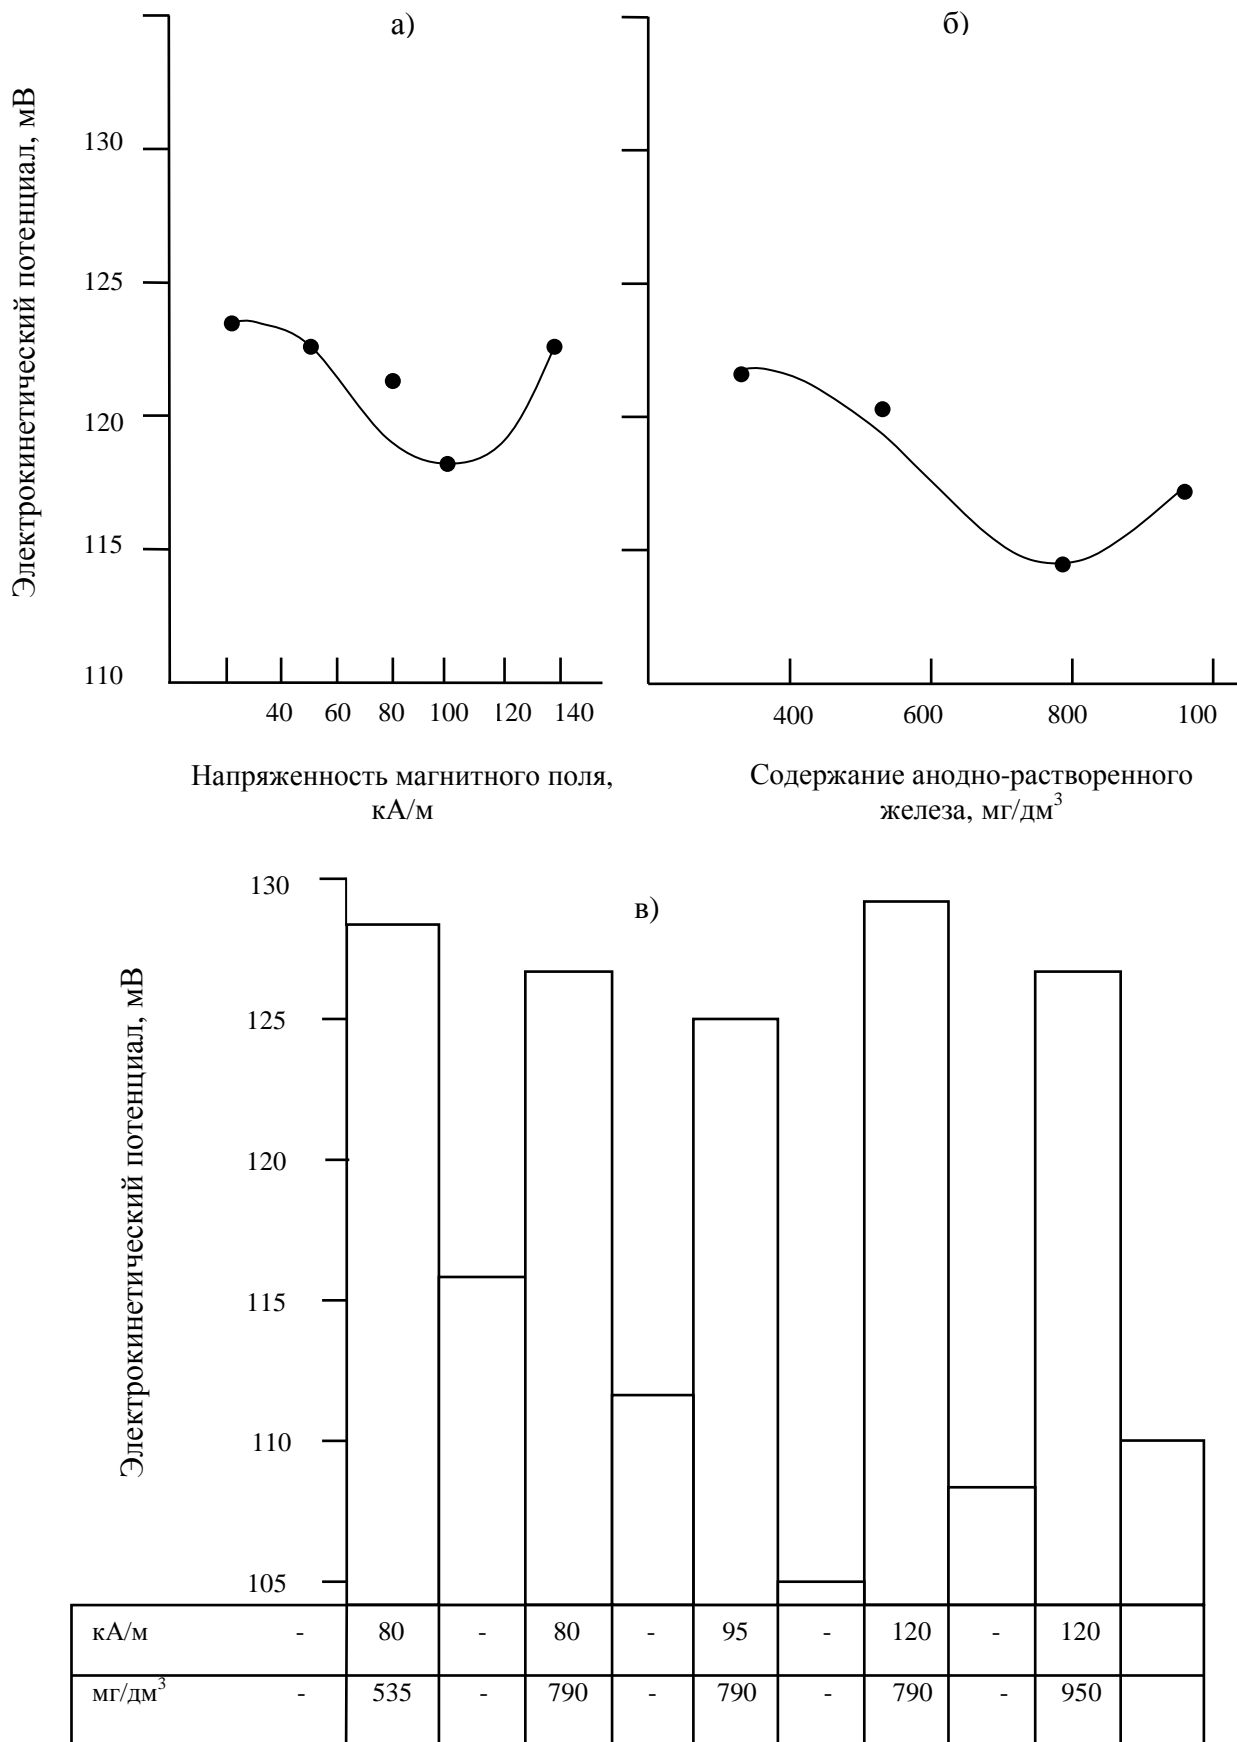 а)
б)
Электрокинетический потенциал, мВ
130
125
120
115
110
40 60 80 100 120 140
400 600 800 100
Напряженность магнитного поля,
кА/м
Содержание анодно-растворенного
железа, мг/дм³
в)
Электрокинетический потенциал, мВ
130
125
120
115
110
105
кА/м - 80 - 80 - 95 - 120 - 120
мг/дм³ - 535 - 790 - 790 - 790 - 950